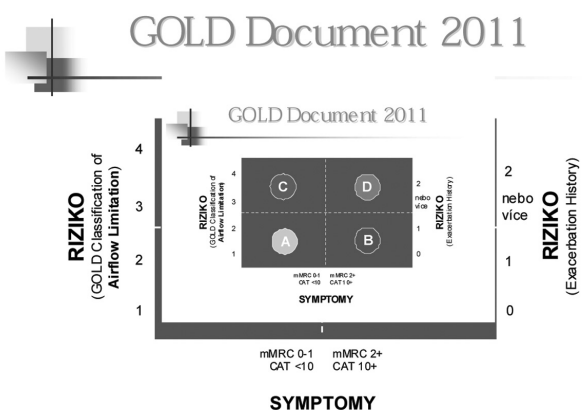 GOLD Document 2011
GOLD Document 2011
RIZIKO
(GOLD Classification of
Airflow Limitation)
4
3
2
1
RIZIKO
(GOLD Classification of
Airflow Limitation)
4
3
2
1
C
D
A
B
2
nebo
více
1
0
RIZIKO
(Exacerbation History)
mMRC 0-1
CAT <10
mMRC 2+
CAT 10+
SYMPTOMY
2
nebo
více
1
0
RIZIKO
(Exacerbation History)
mMRC 0-1
CAT <10
mMRC 2+
CAT 10+
SYMPTOMY